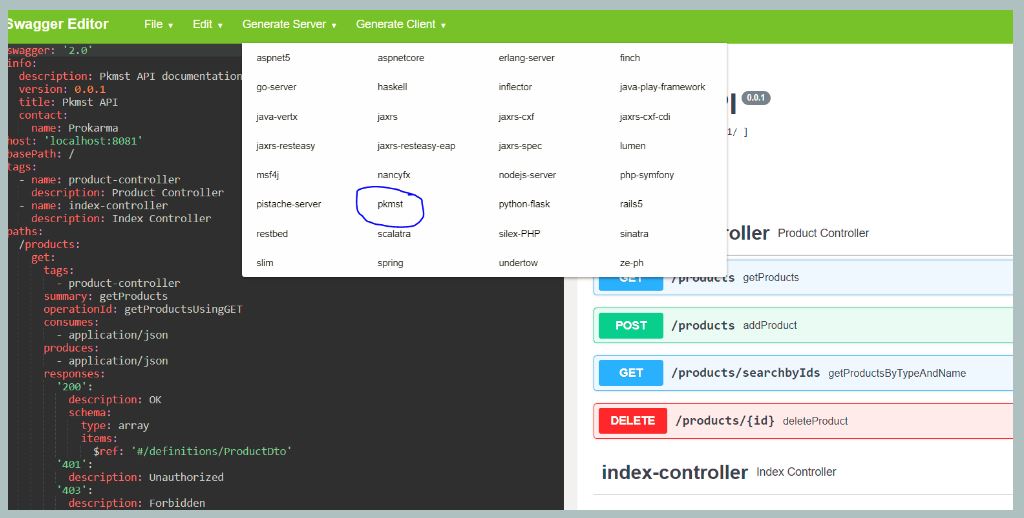 Swagger Editor File Edit Generate Server Generate Client
swagger: '2.0'
info:
description: Pkmst API documentation
version: 0.0.1
title: Pkmst API
contact:
name: Prokarma
host: 'localhost:8081'
basePath: /
tags:
- name: product-controller
description: Product Controller
- name: index-controller
description: Index Controller
paths:
/products:
get:
tags:
- product-controller
summary: getProducts
operationId: getProductsUsingGET
consumes:
- application/json
produces:
- application/json
responses:
'200':
description: OK
schema:
type: array
items:
$ref: '#/definitions/ProductDto'
'401':
description: Unauthorized
'403':
description: Forbidden
aspnet5 aspnetcore erlang-server finch
go-server haskell inflector java-play-framework
java-vertx jaxrs jaxrs-cxf jaxrs-cxf-cdi
jaxrs-resteasy jaxrs-resteasy-eap jaxrs-spec lumen
msf4j nancyfx nodejs-server php-symfony
pistache-server pkmst python-flask rails5
restbed scalatra silex-PHP sinatra
slim spring undertow ze-ph
0.0.1
1/ ]
roller Product Controller
GET /products getProducts
POST /products addProduct
GET /products/searchbyIds getProductsByTypeAndName
DELETE /products/{id} deleteProduct
index-controller Index Controller